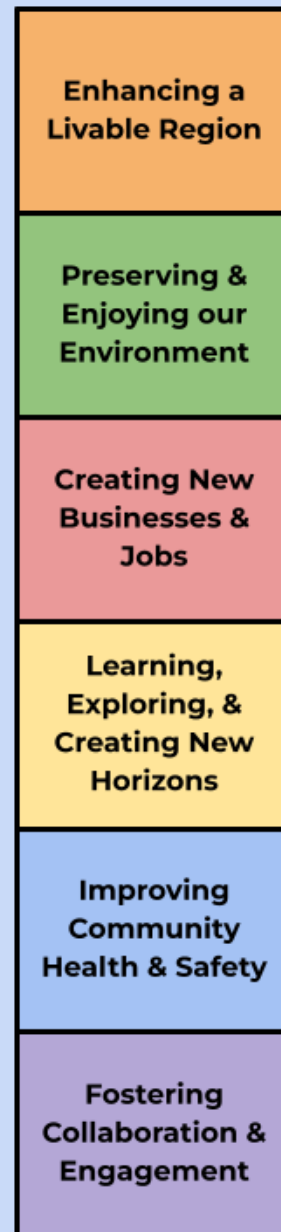 Enhancing a
Livable Region
Preserving &
Enjoying our
Environment
Creating New
Businesses &
Jobs
Learning,
Exploring, &
Creating New
Horizons
Improving
Community
Health & Safety
Fostering
Collaboration &
Engagement